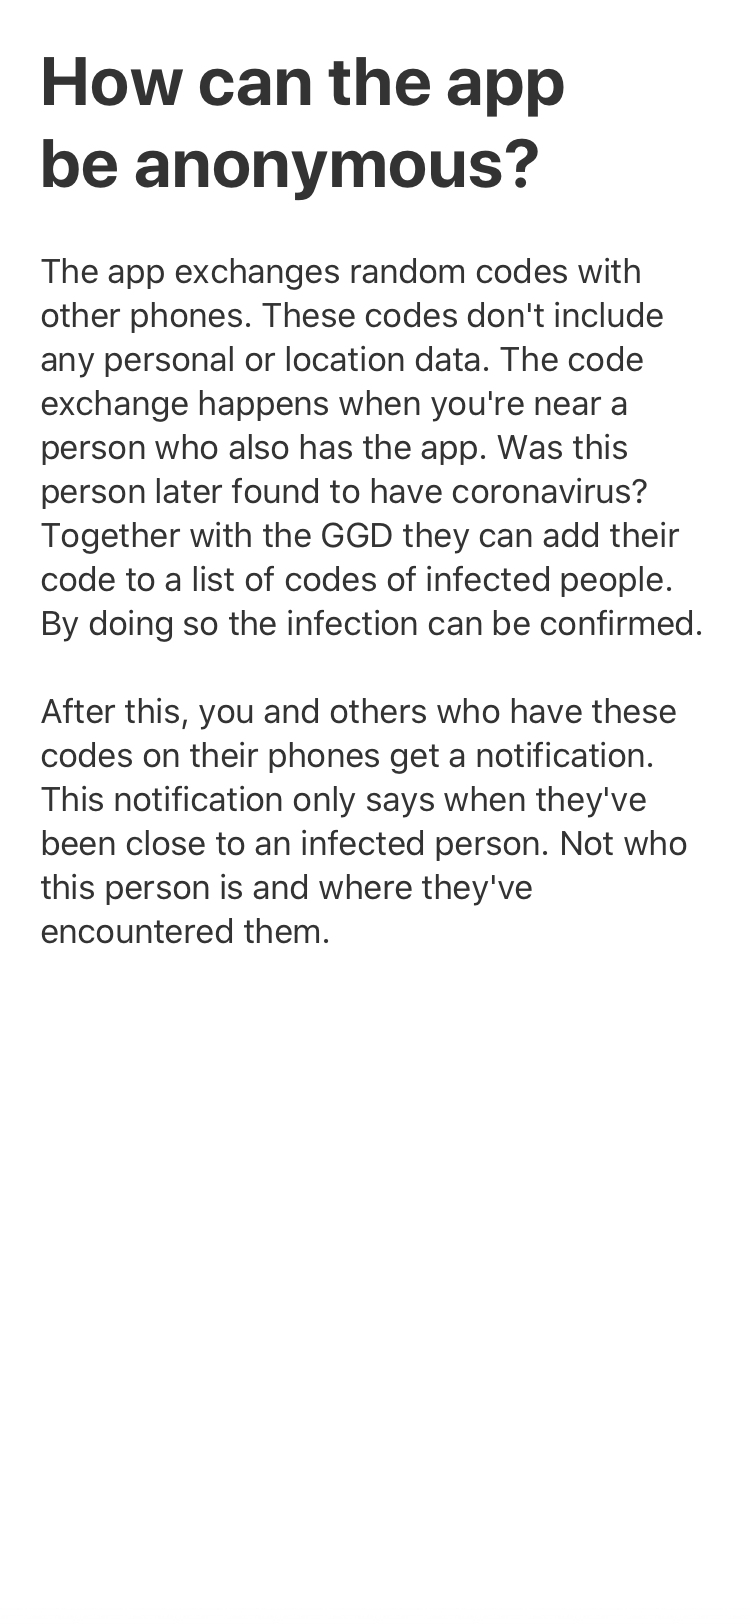 How can the app
be anonymous?
The app exchanges random codes with
other phones. These codes don't include
any personal or location data. The code
exchange happens when you're near a
person who also has the app. Was this
person later found to have coronavirus?
Together with the GGD they can add their
code to a list of codes of infected people.
By doing so the infection can be confirmed.
After this, you and others who have these
codes on their phones get a notification.
This notification only says when they've
been close to an infected person. Not who
this person is and where they've
encountered them.